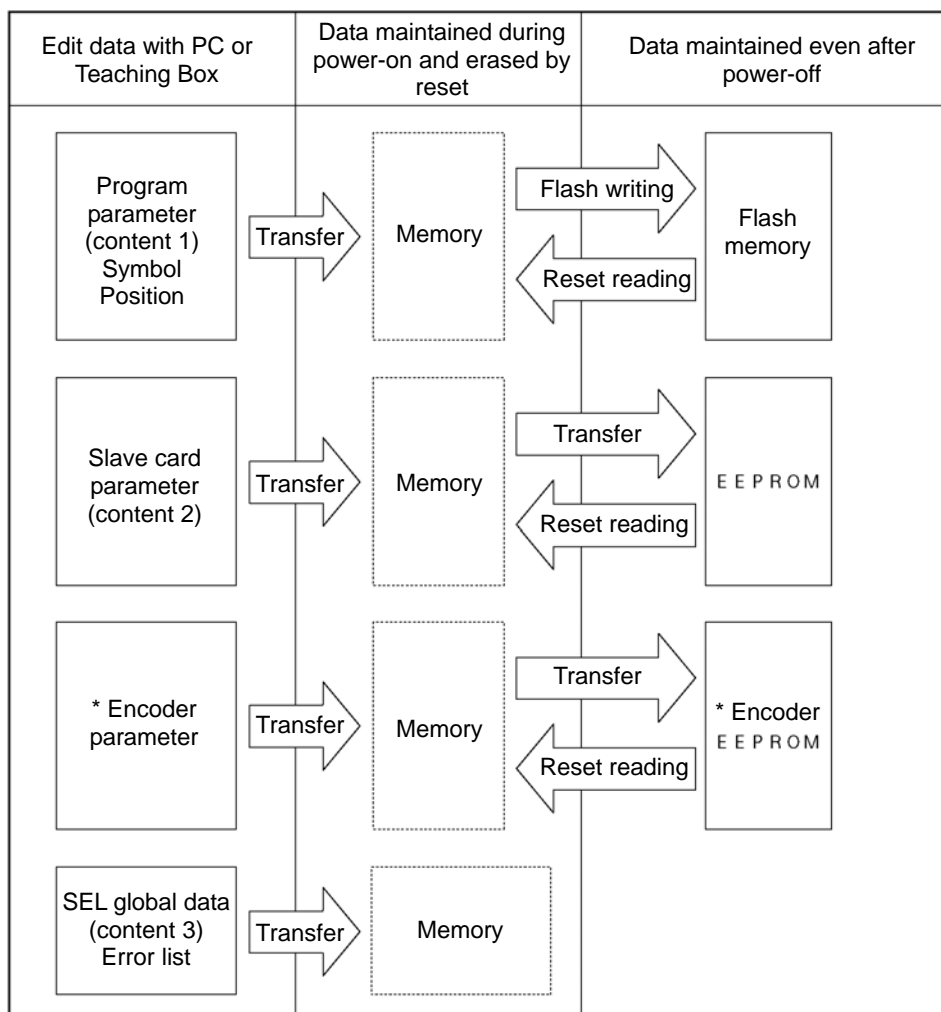 Edit data with PC or
Teaching Box
Data maintained during
power-on and erased by
reset
Data maintained even after
power-off
Program
parameter
(content 1)
Symbol
Position
Transfer
Memory
Flash writing
Reset reading
Flash
memory
Slave card
parameter
(content 2)
Transfer
Memory
Transfer
Reset reading
EEPROM
* Encoder
parameter
Transfer
Memory
Transfer
Reset reading
* Encoder
EEPROM
SEL global data
(content 3)
Error list
Transfer
Memory